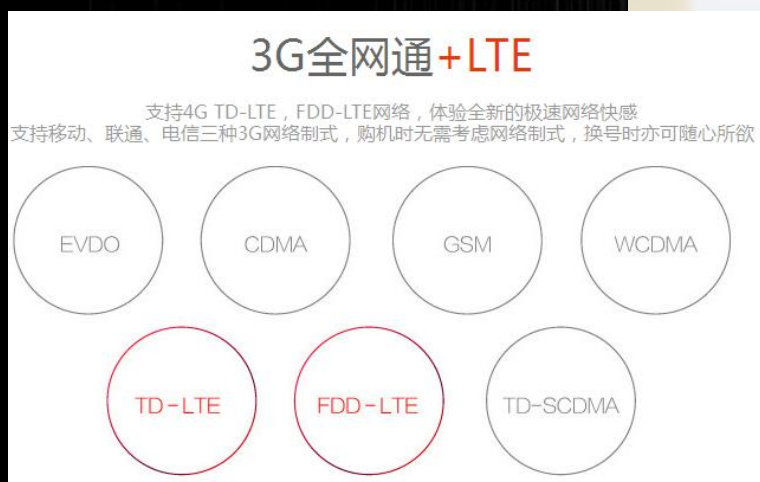 3G全网通+LTE
支持4G TD-LTE，FDD-LTE网络，体验全新的极速网络快感
支持移动、联通、电信三种3G网络制式，购机时无需考虑网络制式，换号时亦可随心所欲
EVDO
CDMA
GSM
WCDMA
TD-LTE
FDD-LTE
TD-SCDMA